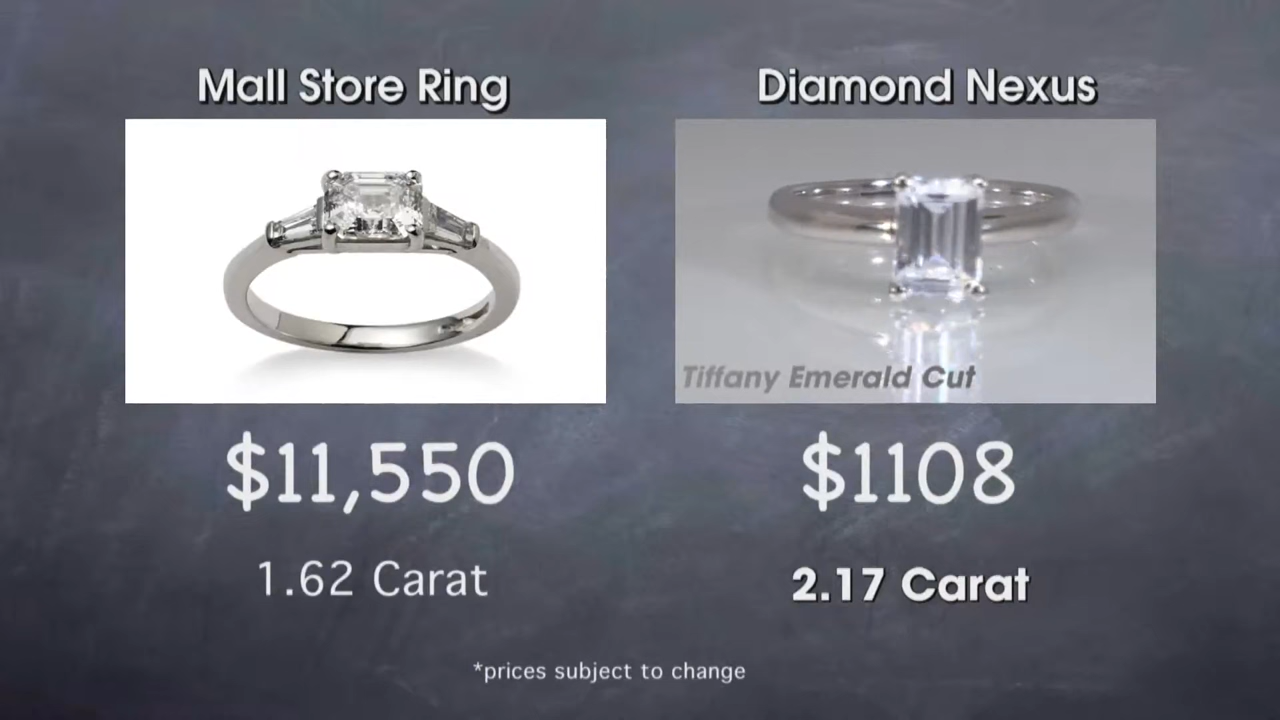 Mall Store Ring
Diamond Nexus
Tiffany Emerald Cut
$11,550
$1108
1.62 Carat
2.17 Carat
*prices subject to change